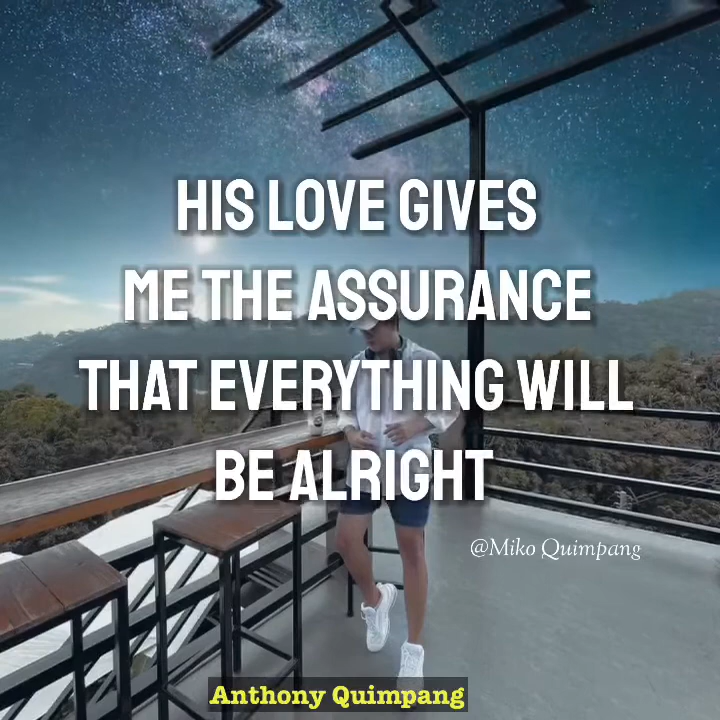 HIS LOVE GIVES
ME THE ASSURANCE
THAT EVERYTHING WILL
BE ALRIGHT
@Miko Quimpang
Anthony Quimpang